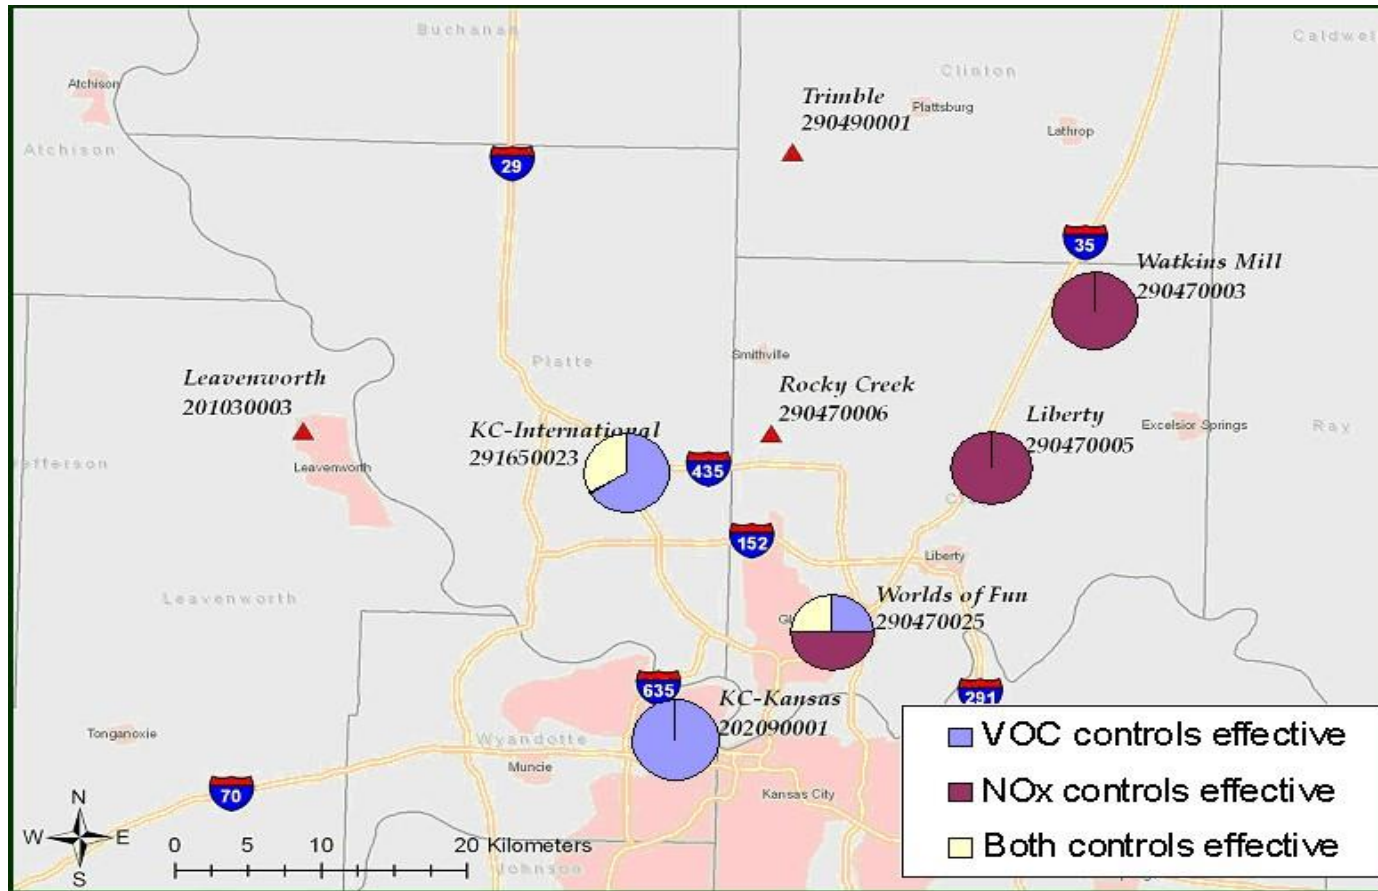 Buchanan
Caldwel
Clinton
Atchison
Trimble
290490001
Plattsburg
Lathrop
Atchison
29
35
Watkins Mill
290470003
Smithville
Platte
Leavenworth
201030003
Rocky Creek
290470006
Liberty
290470005
Excelsior Springs
Ray
KC-International
291650023
Leavenworth
efferson
435
C
152
Liberty
Leavenworth
Worlds of Fun
290470025
Gl
635
KC-Kansas
202090001
291
Tonganoxie
Wyandotte
Muncie
70
Kansas City
VOC controls effective
NOx controls effective
Both controls effective
N
W E
S
0 5 10 20 Kilometers
Johnson